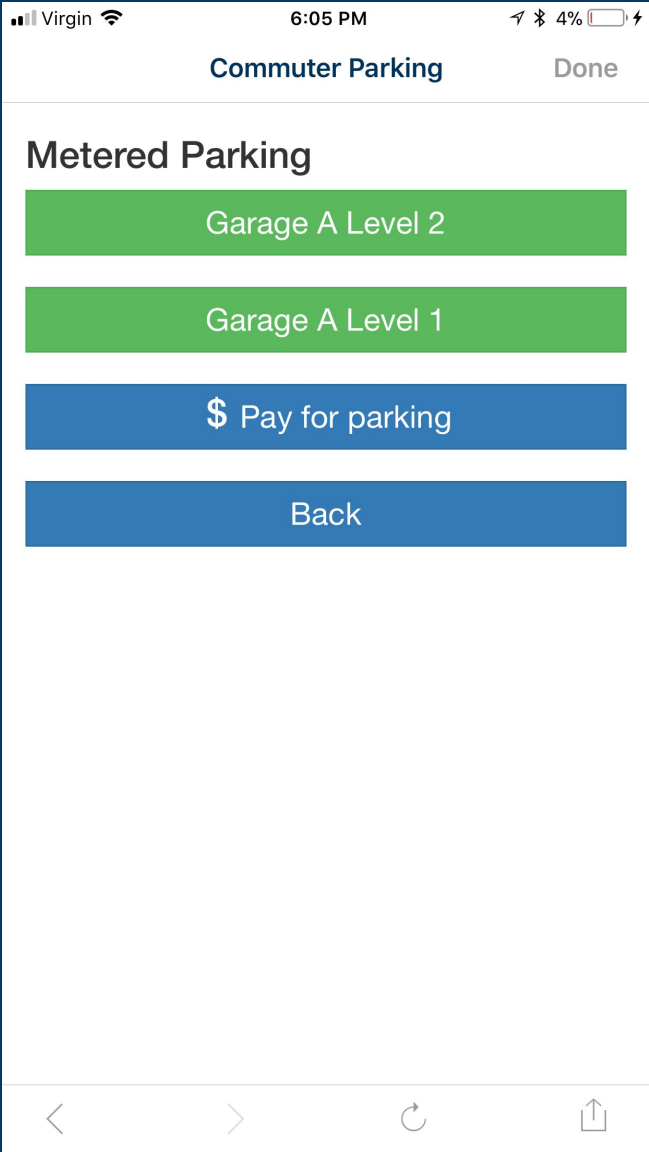 Virgin 6:05 PM 4%
Commuter Parking Done
Metered Parking
Garage A Level 2
Garage A Level 1
$ Pay for parking
Back